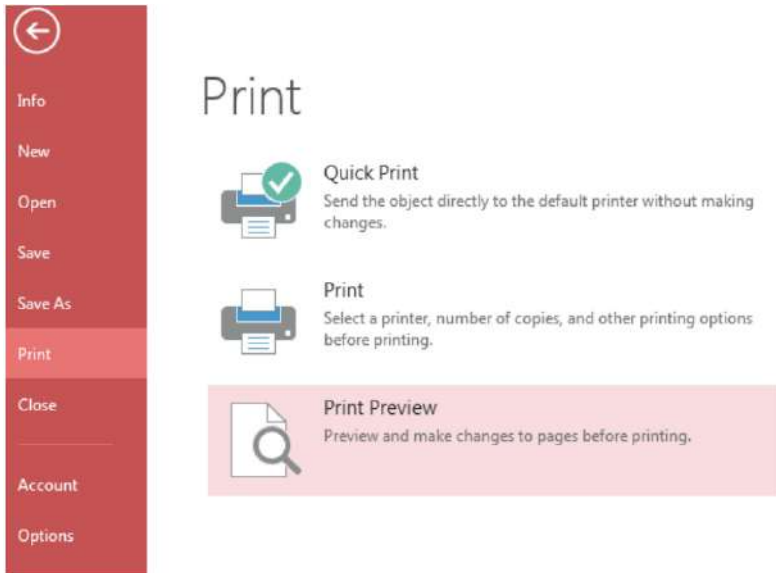 Info
New
Open
Save
Save As
Print
Close
Account
Options
Print
Quick Print
Send the object directly to the default printer without making
changes.
Print
Select a printer, number of copies, and other printing options
before printing.
Print Preview
Preview and make changes to pages before printing.